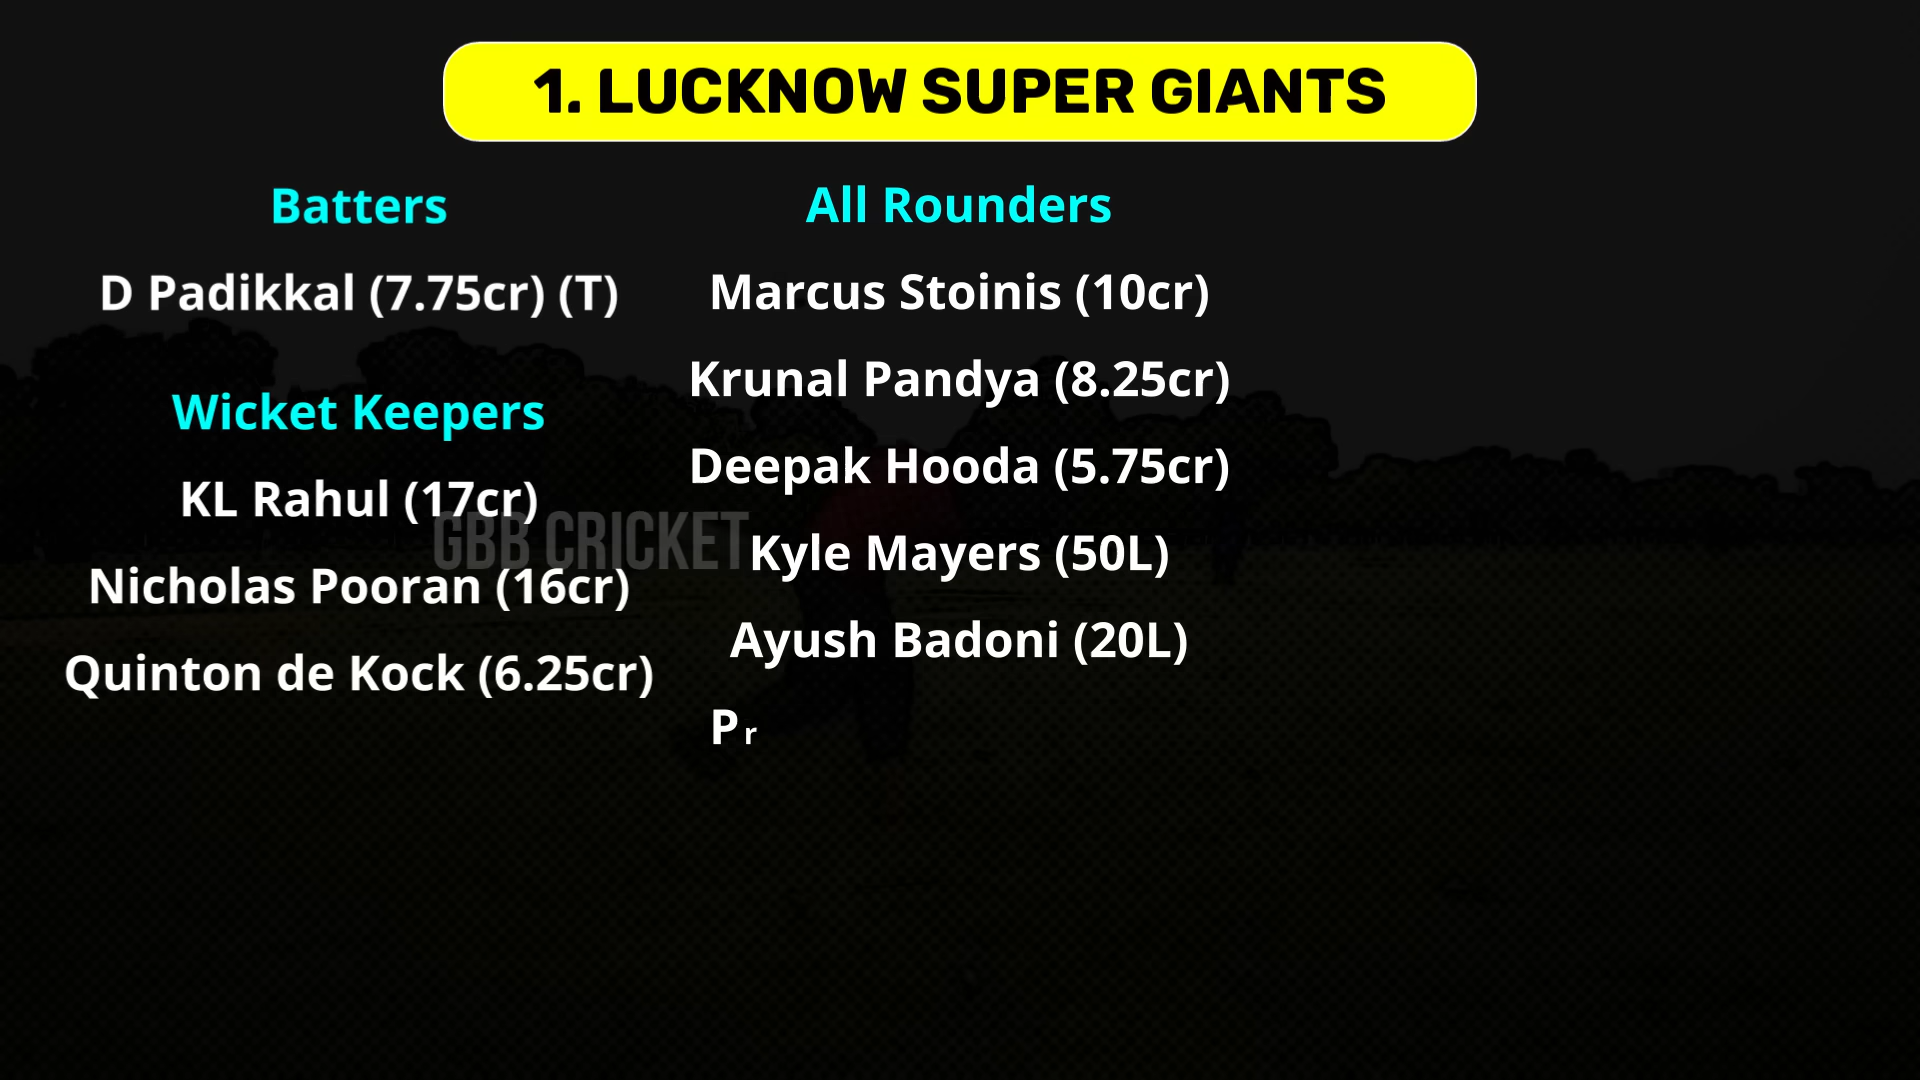 1. LUCKNOW SUPER GIANTS
Batters
D Padikkal (7.75cr) (T)
Wicket Keepers
KL Rahul (17cr)
Nicholas Pooran (16cr)
Quinton de Kock (6.25cr)
All Rounders
Marcus Stoinis (10cr)
Krunal Pandya (8.25cr)
Deepak Hooda (5.75cr)
Kyle Mayers (50L)
Ayush Badoni (20L)
Pr
GBB CRICKET